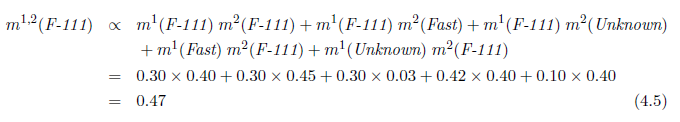 m^{1,2}(F-111) ∝ m^1(F-111) m^2(F-111) + m^1(F-111) m^2(Fast) + m^1(F-111) m^2(Unknown)
+ m^1(Fast) m^2(F-111) + m^1(Unknown) m^2(F-111)
= 0.30 × 0.40 + 0.30 × 0.45 + 0.30 × 0.03 + 0.42 × 0.40 + 0.10 × 0.40
= 0.47 (4.5)